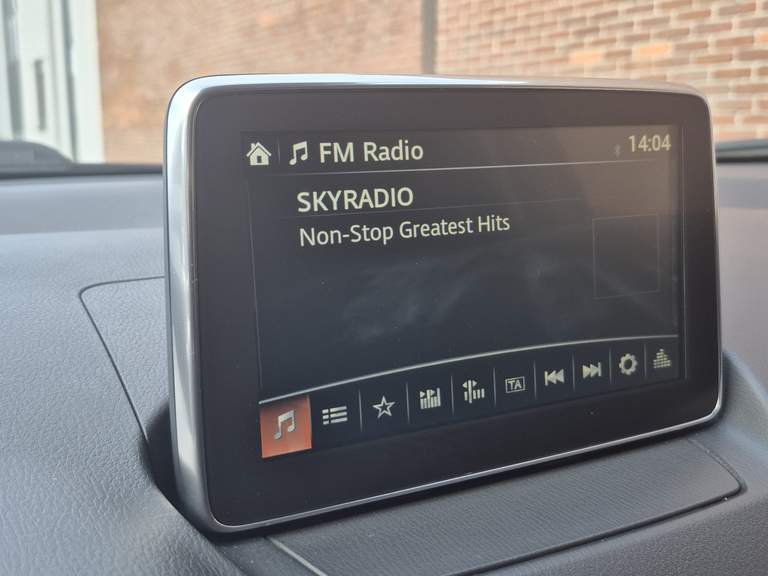 FM Radio
14:04
SKYRADIO
Non-Stop Greatest Hits
TA